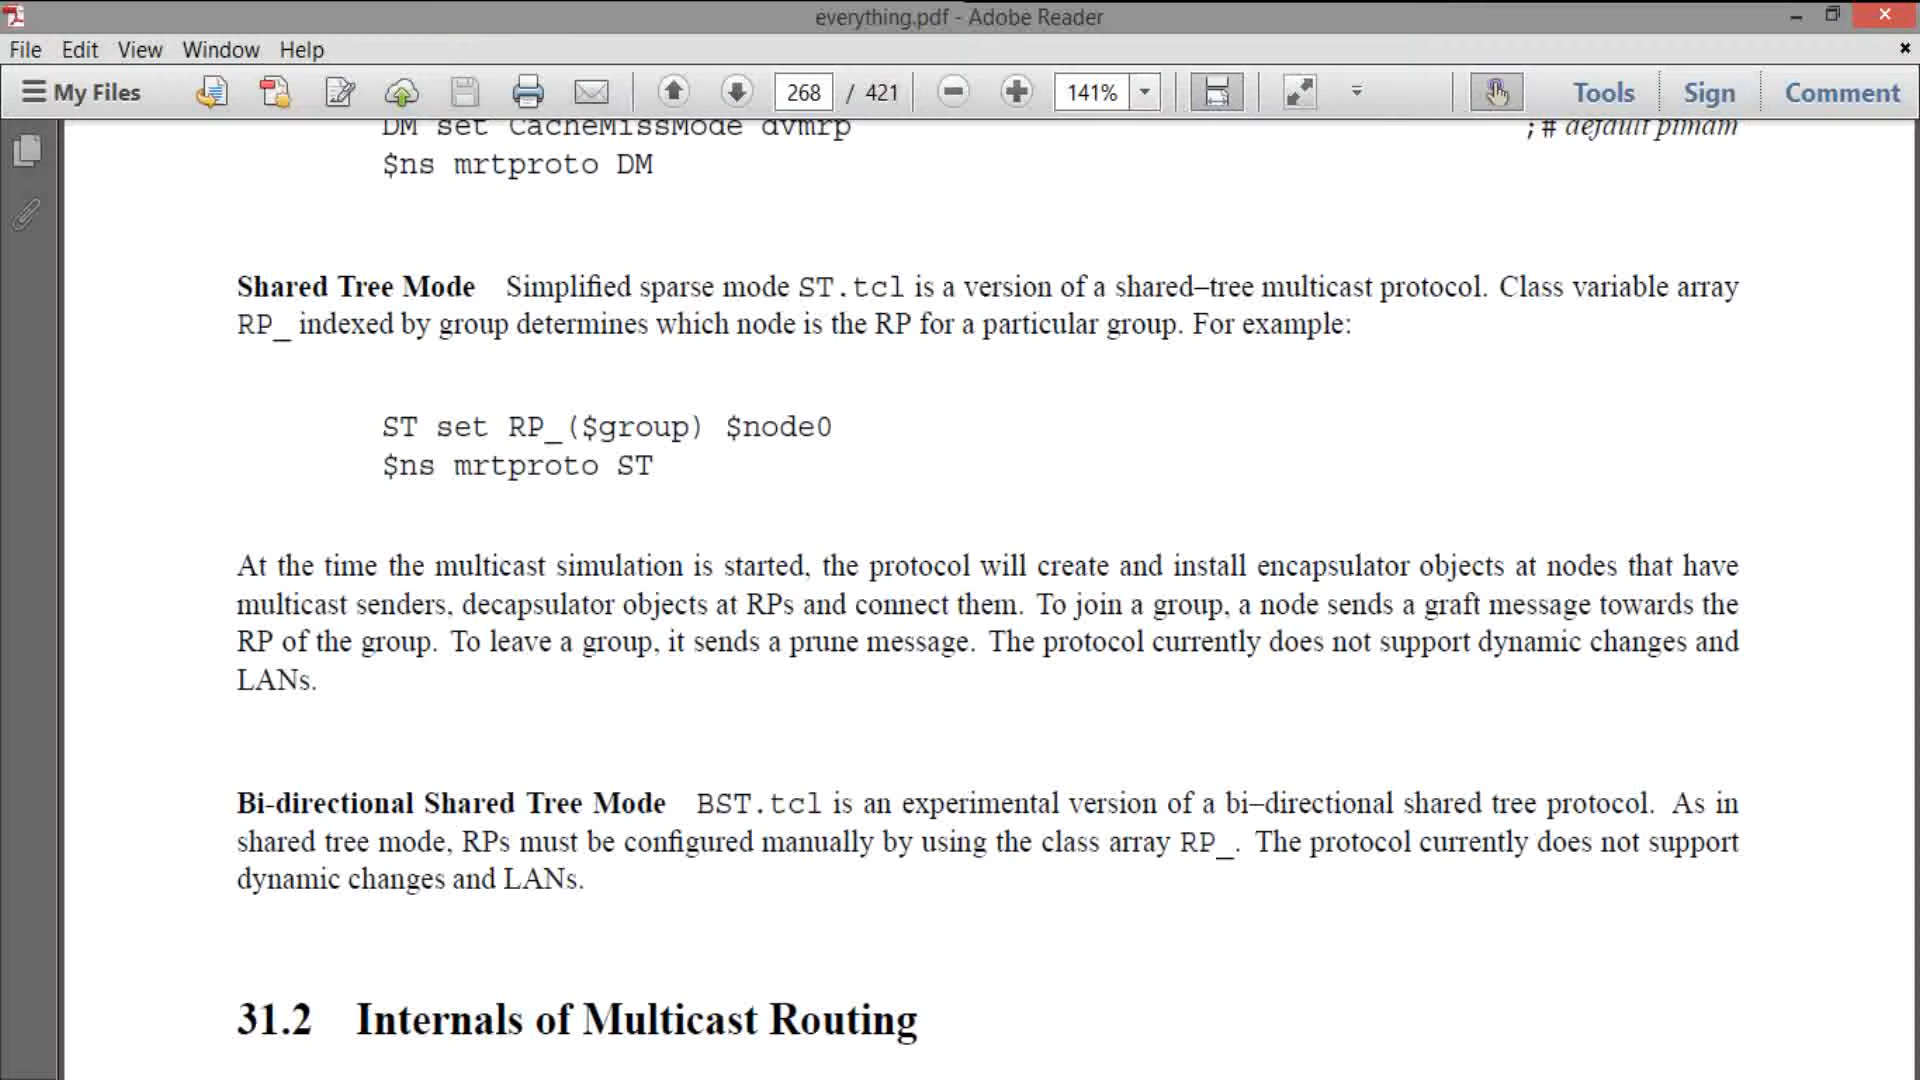 everything.pdf - Adobe Reader
File Edit View Window Help
My Files 268 / 421 141% Tools Sign Comment
DM set CacheMissMode dvmrp ;# default pimdm
$ns mrtproto DM
Shared Tree Mode Simplified sparse mode ST.tcl is a version of a shared–tree multicast protocol. Class variable array
RP_ indexed by group determines which node is the RP for a particular group. For example:
ST set RP_($group) $node0
$ns mrtproto ST
At the time the multicast simulation is started, the protocol will create and install encapsulator objects at nodes that have
multicast senders, decapsulator objects at RPs and connect them. To join a group, a node sends a graft message towards the
RP of the group. To leave a group, it sends a prune message. The protocol currently does not support dynamic changes and
LANs.
Bi-directional Shared Tree Mode BST.tcl is an experimental version of a bi–directional shared tree protocol. As in
shared tree mode, RPs must be configured manually by using the class array RP_. The protocol currently does not support
dynamic changes and LANs.
31.2 Internals of Multicast Routing